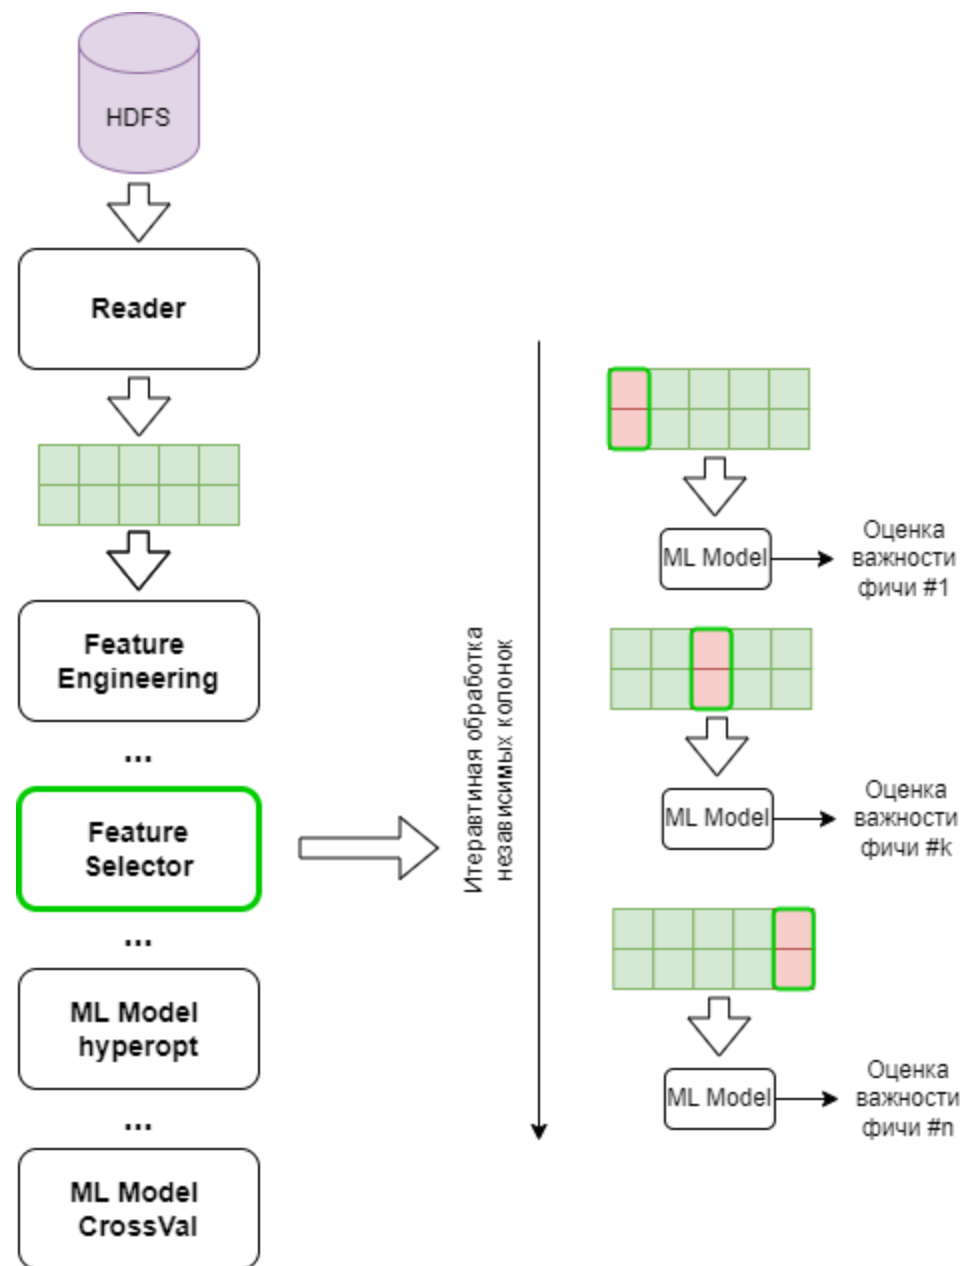 HDFS
Reader
Feature
Engineering
...
Feature
Selector
...
ML Model
hyperopt
...
ML Model
CrossVal
Итеравтиная обработка
независимых колонок
ML Model
Оценка
важности
фичи #1
ML Model
Оценка
важности
фичи #k
ML Model
Оценка
важности
фичи #n